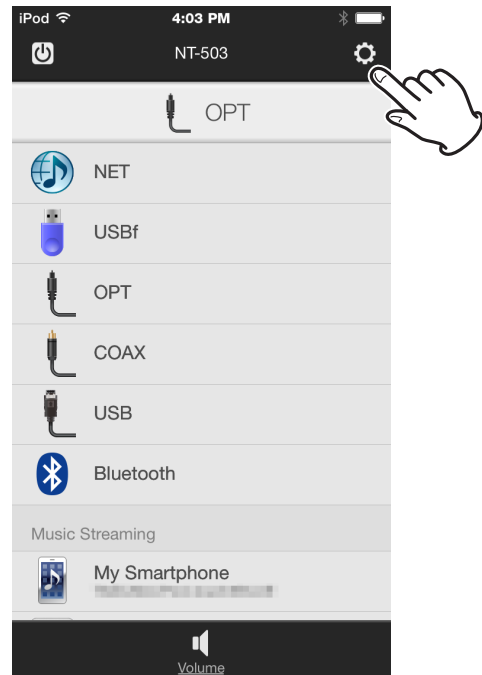 iPod 4:03 PM
NT-503
OPT
NET
USBf
OPT
COAX
USB
Bluetooth
Music Streaming
My Smartphone
Volume